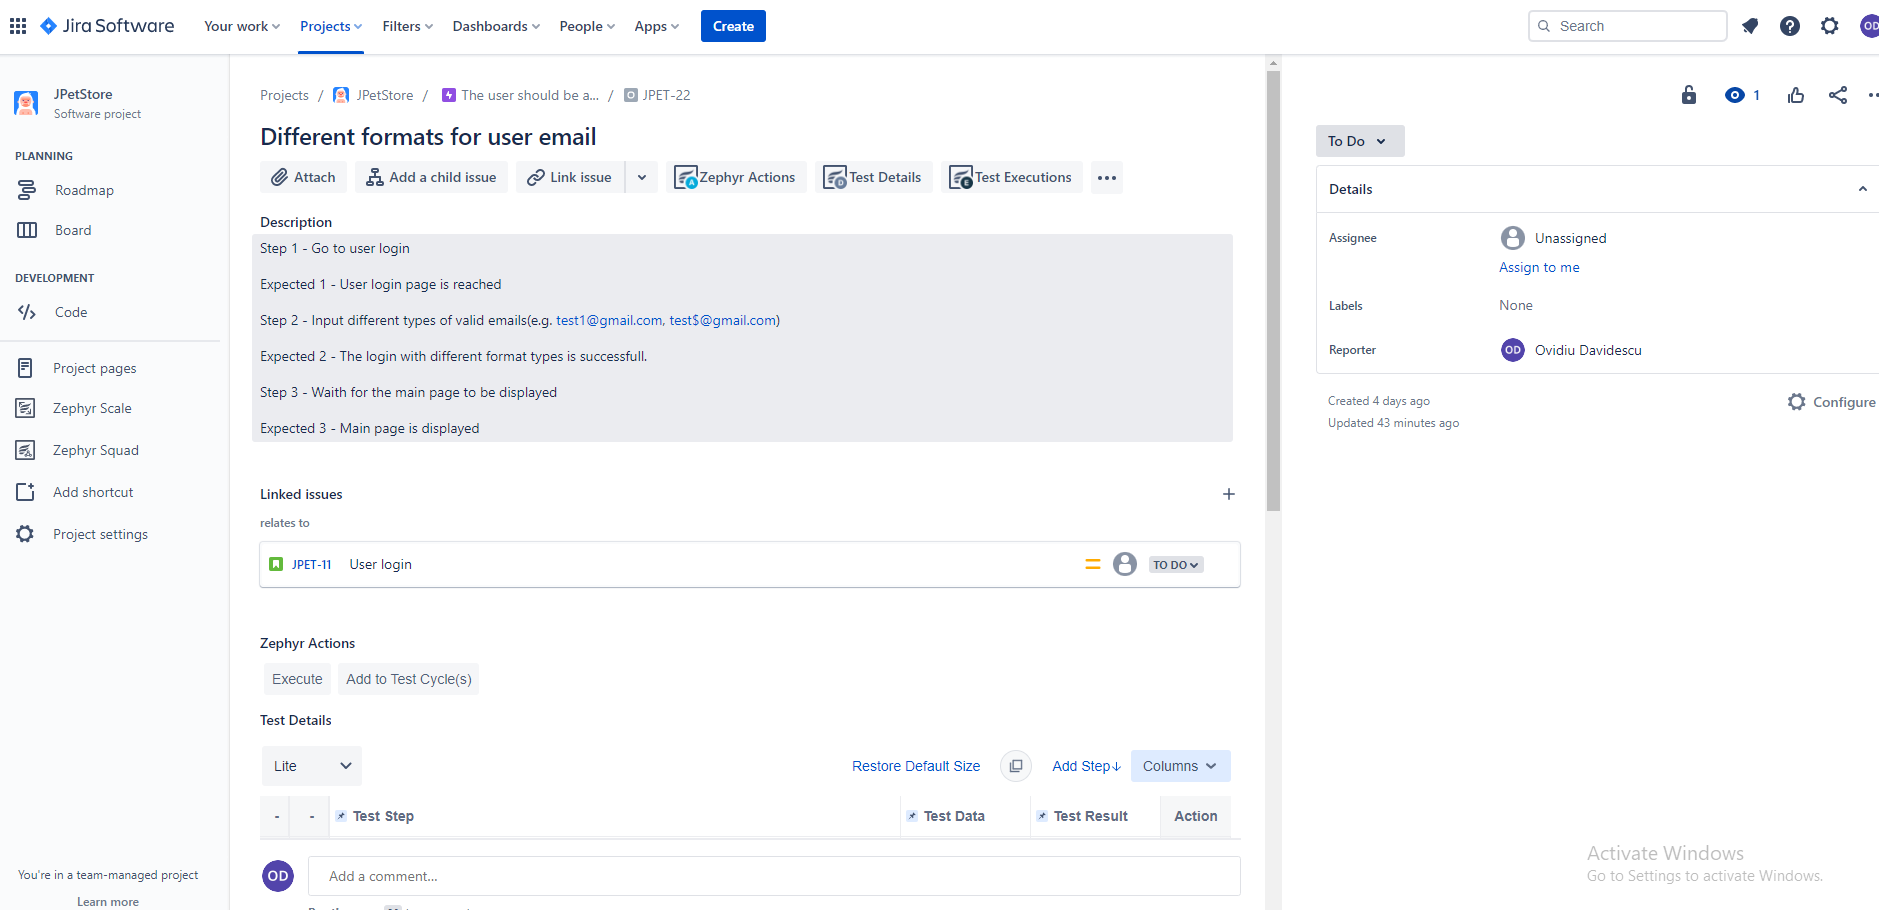 Jira Software Your work Projects Filters Dashboards People Apps Create Search OD
JPetStore
Software project
PLANNING
Roadmap
Board
DEVELOPMENT
Code
Project pages
Zephyr Scale
Zephyr Squad
Add shortcut
Project settings
You're in a team-managed project
Learn more
Projects / JPetStore / The user should be a... / JPET-22
Different formats for user email
Attach Add a child issue Link issue Zephyr Actions Test Details Test Executions
Description
Step 1 - Go to user login
Expected 1 - User login page is reached
Step 2 - Input different types of valid emails(e.g. test1@gmail.com, test$@gmail.com)
Expected 2 - The login with different format types is successfull.
Step 3 - Waith for the main page to be displayed
Expected 3 - Main page is displayed
Linked issues
relates to
JPET-11 User login TO DO
Zephyr Actions
Execute Add to Test Cycle(s)
Test Details
Lite Restore Default Size Add Step↓ Columns
- - Test Step Test Data Test Result Action
OD Add a comment...
1
To Do
Details
Assignee Unassigned
Assign to me
Labels None
Reporter OD Ovidiu Davidescu
Created 4 days ago Configure
Updated 43 minutes ago
Activate Windows
Go to Settings to activate Windows.